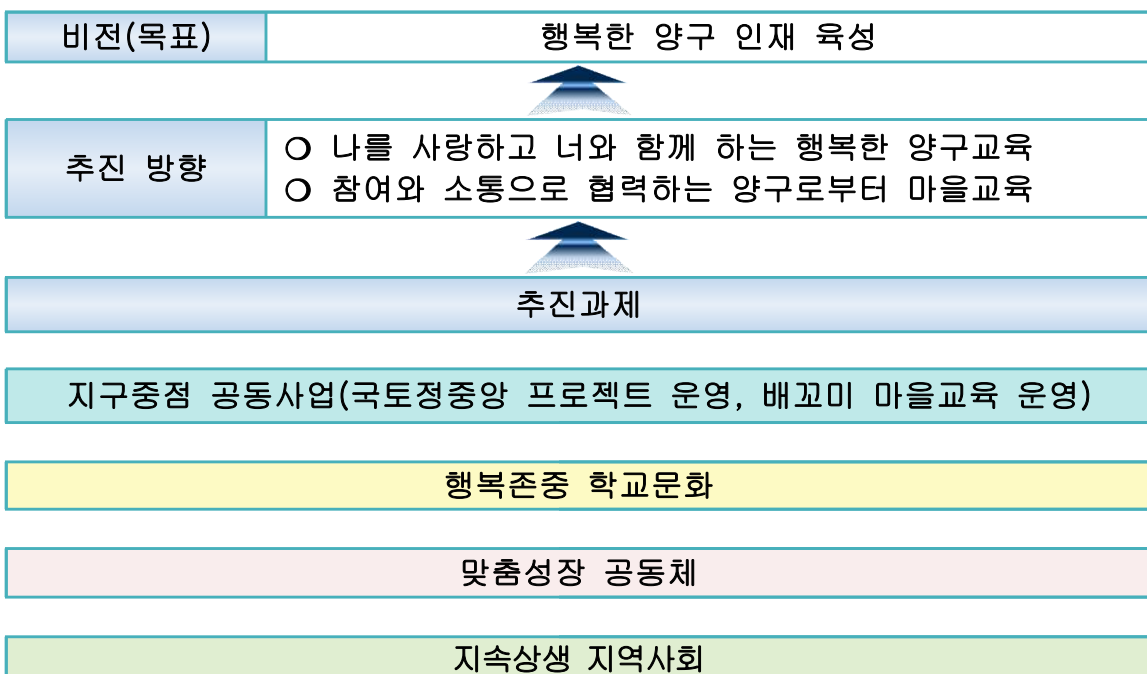 비전(목표)
행복한 양구 인재 육성
추진 방향
❍ 나를 사랑하고 너와 함께 하는 행복한 양구교육
❍ 참여와 소통으로 협력하는 양구로부터 마을교육
추진과제
지구중점 공동사업(국토정중앙 프로젝트 운영, 배꼬미 마을교육 운영)
행복존중 학교문화
맞춤성장 공동체
지속상생 지역사회